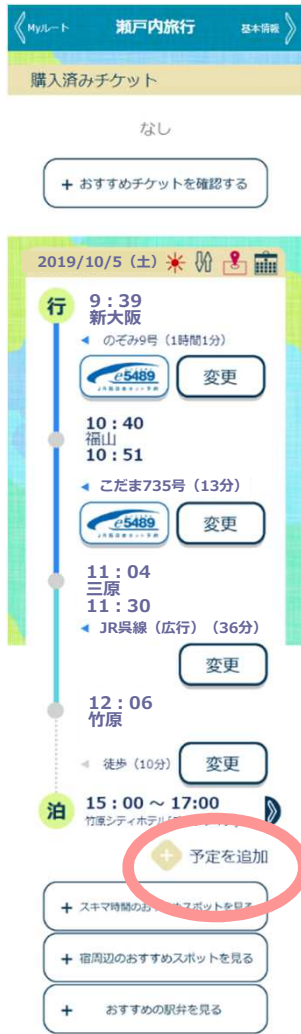 Myルート
瀬戸内旅行
基本情報
購入済みチケット
なし
+ おすすめチケットを確認する
2019/10/5（土）
行
9：39
新大阪
のぞみ9号（1時間1分）
e5489
変更
10：40
福山
10：51
こだま735号（13分）
e5489
変更
11：04
三原
11：30
JR呉線（広行）（36分）
変更
12：06
竹原
徒歩（10分）
変更
泊
15：00 ～ 17:00
竹原シティホテル
+ 予定を追加
+ スキマ時間のおすすめスポットを見る
+ 宿周辺のおすすめスポットを見る
+ おすすめの駅弁を見る